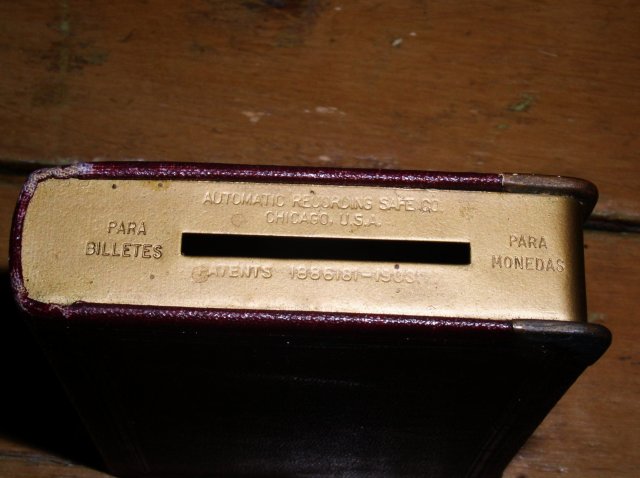 AUTOMATIC RECORDING SAFE CO.
CHICAGO, U.S.A.
PARA
BILLETES
PARA
MONEDAS
PATENTS 1886181-